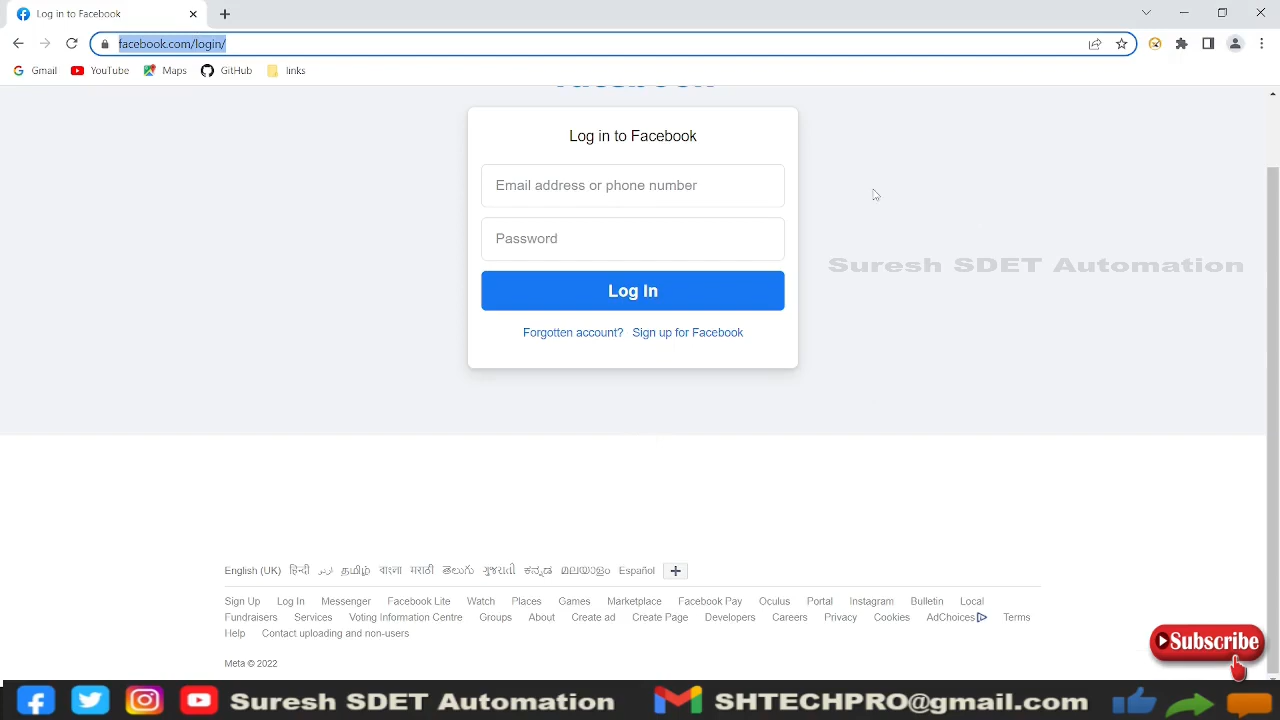 Log in to Facebook
facebook.com/login/
Gmail YouTube Maps GitHub links
Log in to Facebook
Email address or phone number
Password
Suresh SDET Automation
Log In
Forgotten account? Sign up for Facebook
English (UK) हिन्दी اردو தமிழ் বাংলা मराठी తెలుగు ગુજરાતી ಕನ್ನಡ മലയാളം Español
Sign Up Log In Messenger Facebook Lite Watch Places Games Marketplace Facebook Pay Oculus Portal Instagram Bulletin Local
Fundraisers Services Voting Information Centre Groups About Create ad Create Page Developers Careers Privacy Cookies AdChoices Terms
Help Contact uploading and non-users
Subscribe
Meta © 2022
Suresh SDET Automation SHTECHPRO@gmail.com